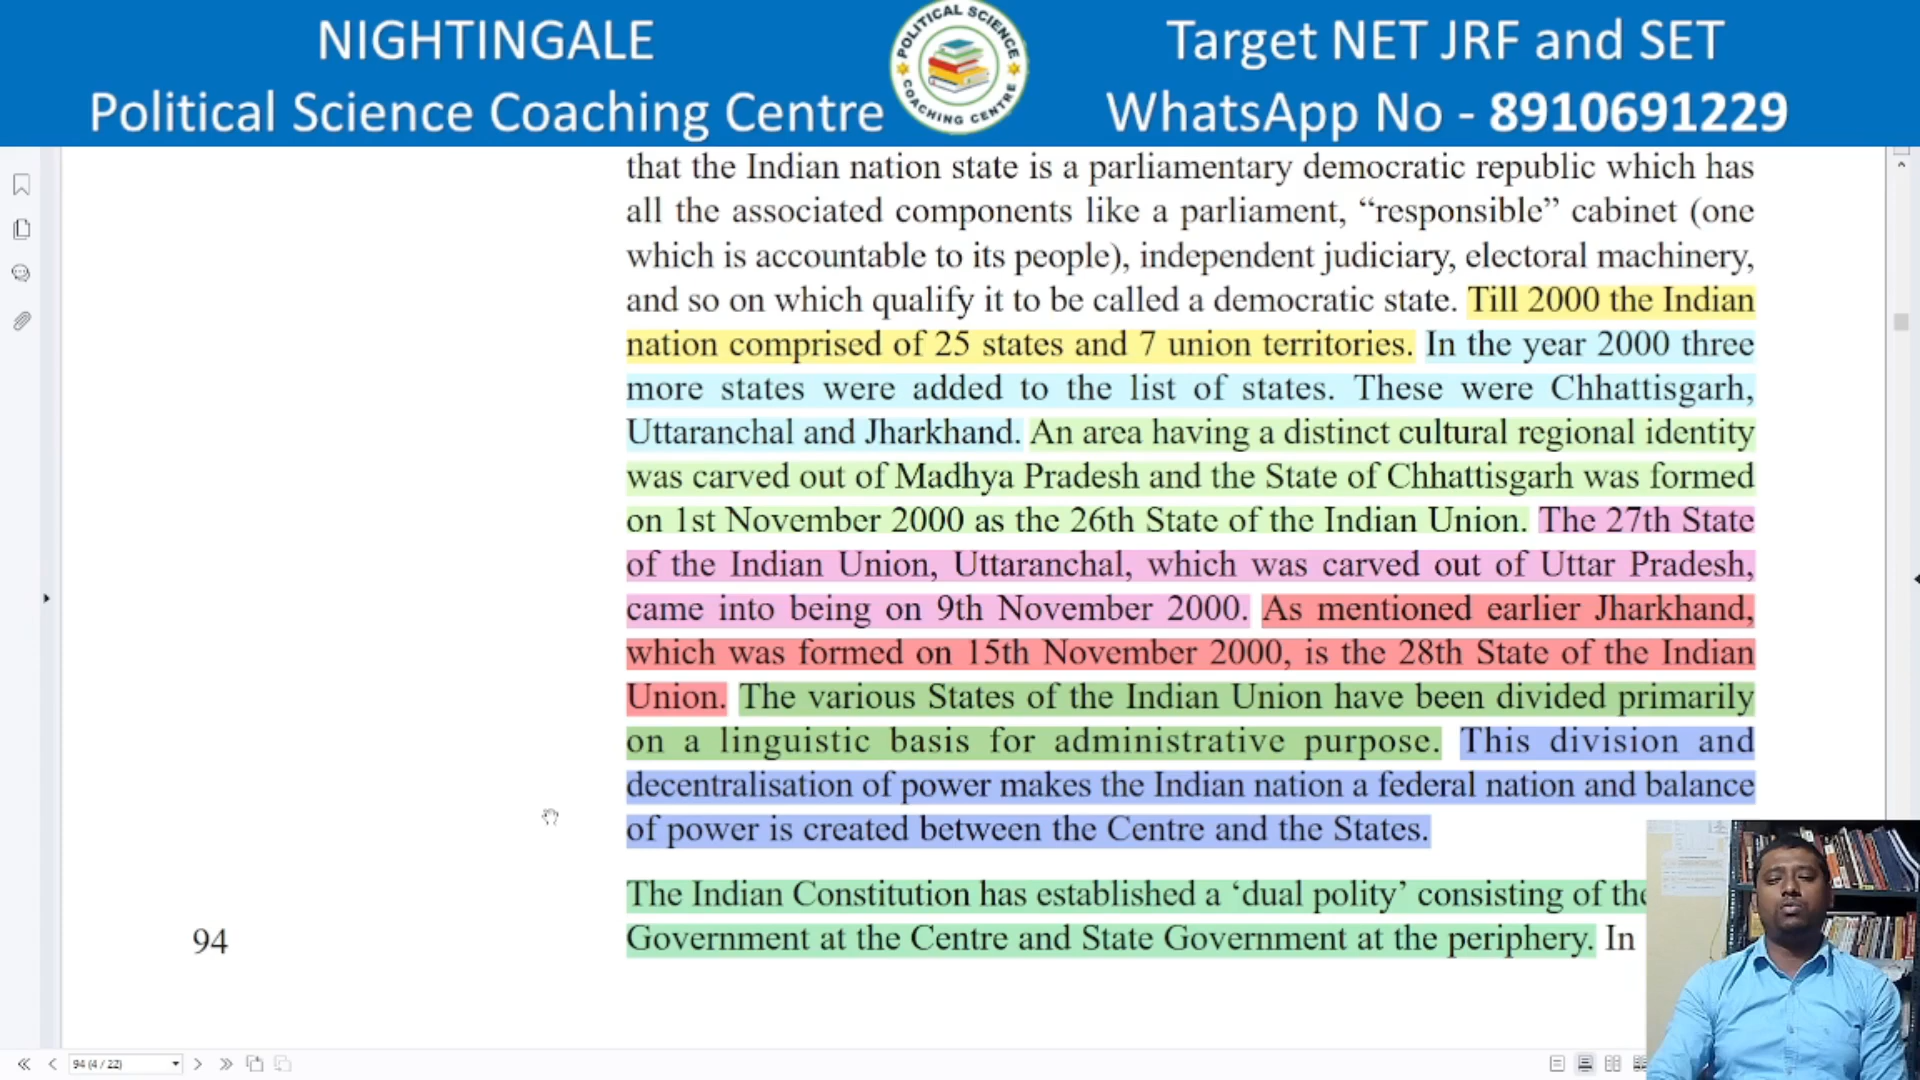 NIGHTINGALE
Political Science Coaching Centre
POLITICAL SCIENCE
COACHING CENTRE
Target NET JRF and SET
WhatsApp No - 8910691229
that the Indian nation state is a parliamentary democratic republic which has
all the associated components like a parliament, “responsible” cabinet (one
which is accountable to its people), independent judiciary, electoral machinery,
and so on which qualify it to be called a democratic state. Till 2000 the Indian
nation comprised of 25 states and 7 union territories. In the year 2000 three
more states were added to the list of states. These were Chhattisgarh,
Uttaranchal and Jharkhand. An area having a distinct cultural regional identity
was carved out of Madhya Pradesh and the State of Chhattisgarh was formed
on 1st November 2000 as the 26th State of the Indian Union. The 27th State
of the Indian Union, Uttaranchal, which was carved out of Uttar Pradesh,
came into being on 9th November 2000. As mentioned earlier Jharkhand,
which was formed on 15th November 2000, is the 28th State of the Indian
Union. The various States of the Indian Union have been divided primarily
on a linguistic basis for administrative purpose. This division and
decentralisation of power makes the Indian nation a federal nation and balance
of power is created between the Centre and the States.
The Indian Constitution has established a ‘dual polity’ consisting of the
Government at the Centre and State Government at the periphery. In
94
94 (4 / 22)